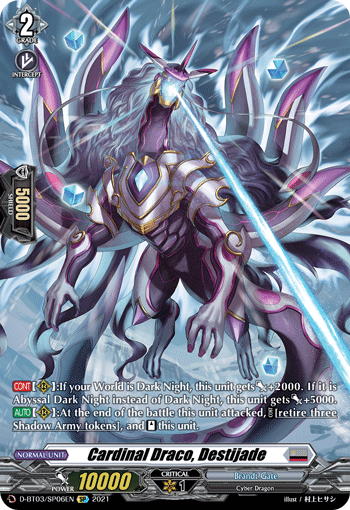 2
GRADE
INTERCEPT
5000
SHIELD
CONT [ ]:If your World is Dark Night, this unit gets +2000. If it is
Abyssal Dark Night instead of Dark Night, this unit gets +5000.
AUTO [ ]:At the end of the battle this unit attacked, [retire three
Shadow Army tokens], and this unit.
NORMAL UNIT
Cardinal Draco, Destijade
POWER 10000
CRITICAL
1
Brandt Gate
Cyber Dragon
D-BT03/SP06EN SP 2021
illust / 村上ヒサシ